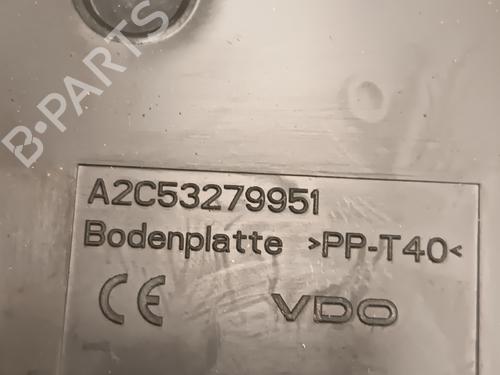 B-PARTS
A2C53279951
Bodenplatte >PP-T40<
CE VDO